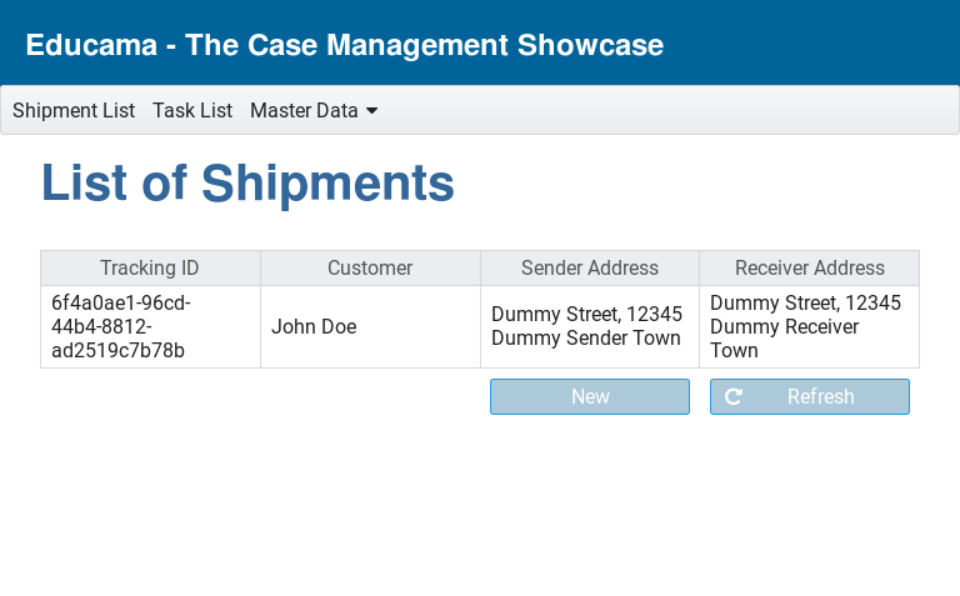 Educama - The Case Management Showcase
Shipment List Task List Master Data
List of Shipments
Tracking ID Customer Sender Address Receiver Address
6f4a0ae1-96cd-
44b4-8812-
ad2519c7b78b
John Doe
Dummy Street, 12345
Dummy Sender Town
Dummy Street, 12345
Dummy Receiver
Town
New Refresh